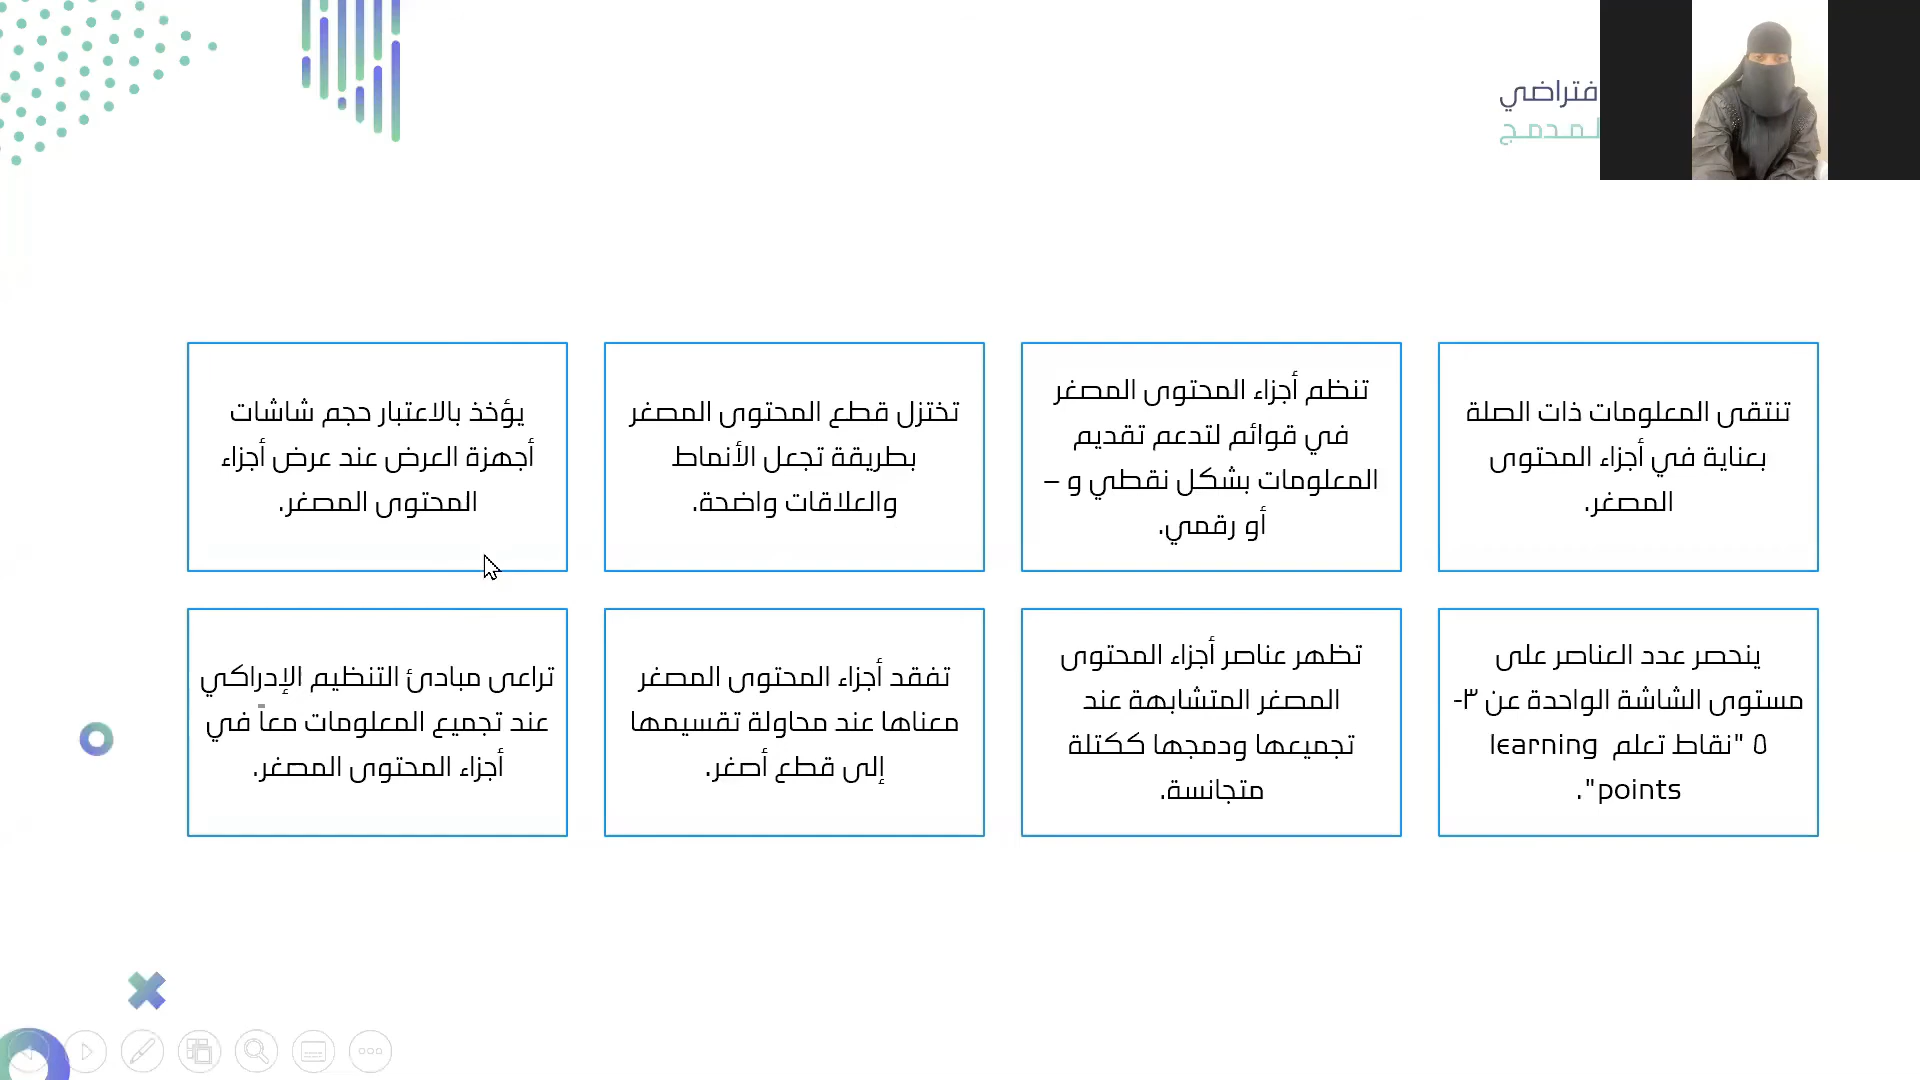 فتراضي
لمدمج
تنتقى المعلومات ذات الصلة
بعناية في أجزاء المحتوى
المصغر.
تنظم أجزاء المحتوى المصغر
في قوائم لتدعم تقديم
المعلومات بشكل نقطي و –
أو رقمي.
تختزل قطع المحتوى المصغر
بطريقة تجعل الأنماط
والعلاقات واضحة.
يؤخذ بالاعتبار حجم شاشات
أجهزة العرض عند عرض أجزاء
المحتوى المصغر.
ينحصر عدد العناصر على
مستوى الشاشة الواحدة عن ٣-
٥ "نقاط تعلم learning
points".
تظهر عناصر أجزاء المحتوى
المصغر المتشابهة عند
تجميعها ودمجها ككتلة
متجانسة.
تفقد أجزاء المحتوى المصغر
معناها عند محاولة تقسيمها
إلى قطع أصغر.
تراعى مبادئ التنظيم الإدراكي
عند تجميع المعلومات معاً في
أجزاء المحتوى المصغر.